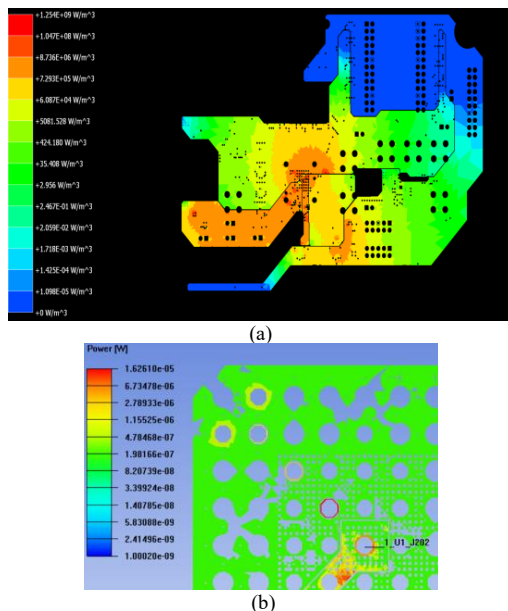 +1.254E+09 W/m^3
+1.047E+08 W/m^3
+8.736E+06 W/m^3
+7.293E+05 W/m^3
+6.087E+04 W/m^3
+5081.528 W/m^3
+424.180 W/m^3
+35.408 W/m^3
+2.956 W/m^3
+2.467E-01 W/m^3
+2.059E-02 W/m^3
+1.718E-03 W/m^3
+1.425E-04 W/m^3
+1.098E-05 W/m^3
+0 W/m^3
(a)
Power [W]
1.62610e-05
6.73470e-06
2.78933e-06
1.15525e-06
4.78468e-07
1.98166e-07
8.20739e-08
3.39924e-08
1.40785e-08
5.83088e-09
2.41496e-09
1.00020e-09
1_U1_J202
(b)